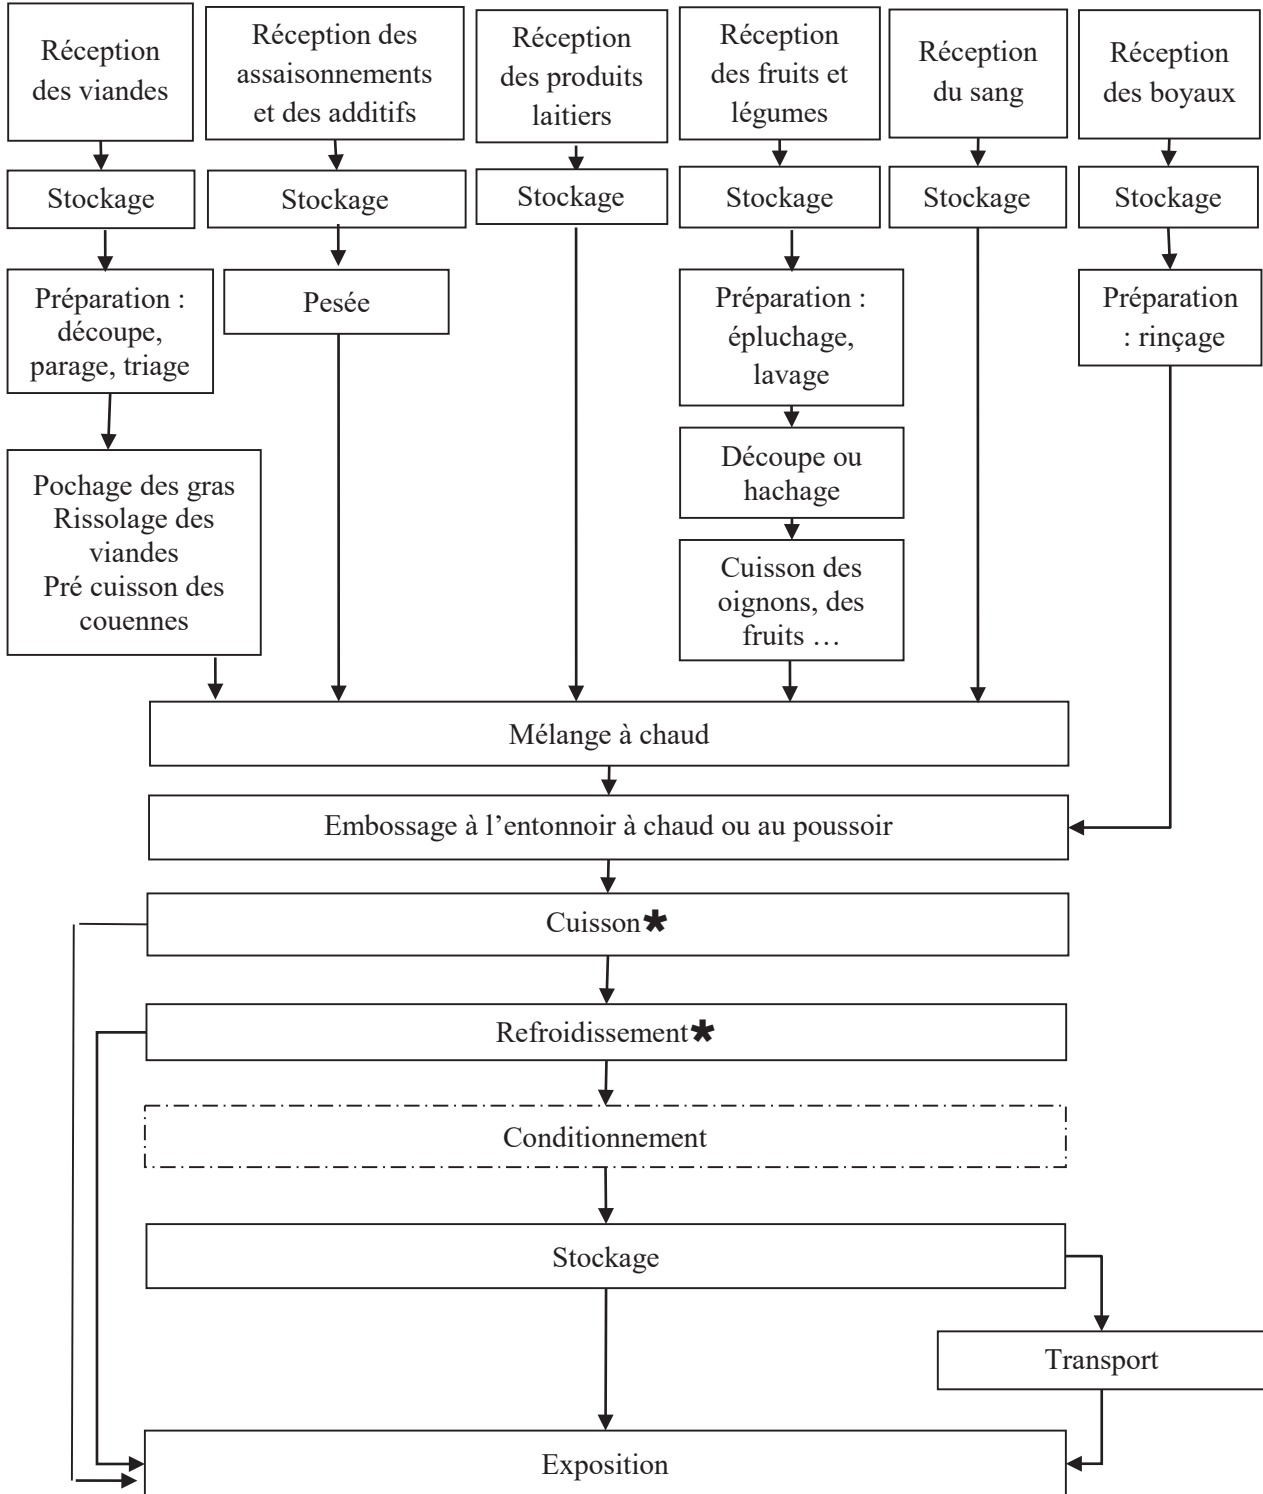 Réception
des viandes
Réception des
assaisonnements
et des additifs
Réception
des produits
laitiers
Réception
des fruits et
légumes
Réception
du sang
Réception
des boyaux
Stockage
Stockage
Stockage
Stockage
Stockage
Stockage
Préparation :
découpe,
parage, triage
Pesée
Préparation :
épluchage,
lavage
Préparation
: rinçage
Découpe ou
hachage
Pochage des gras
Rissolage des
viandes
Pré cuisson des
couennes
Cuisson des
oignons, des
fruits …
Mélange à chaud
Embossage à l’entonnoir à chaud ou au poussoir
Cuisson*
Refroidissement*
Conditionnement
Stockage
Transport
Exposition